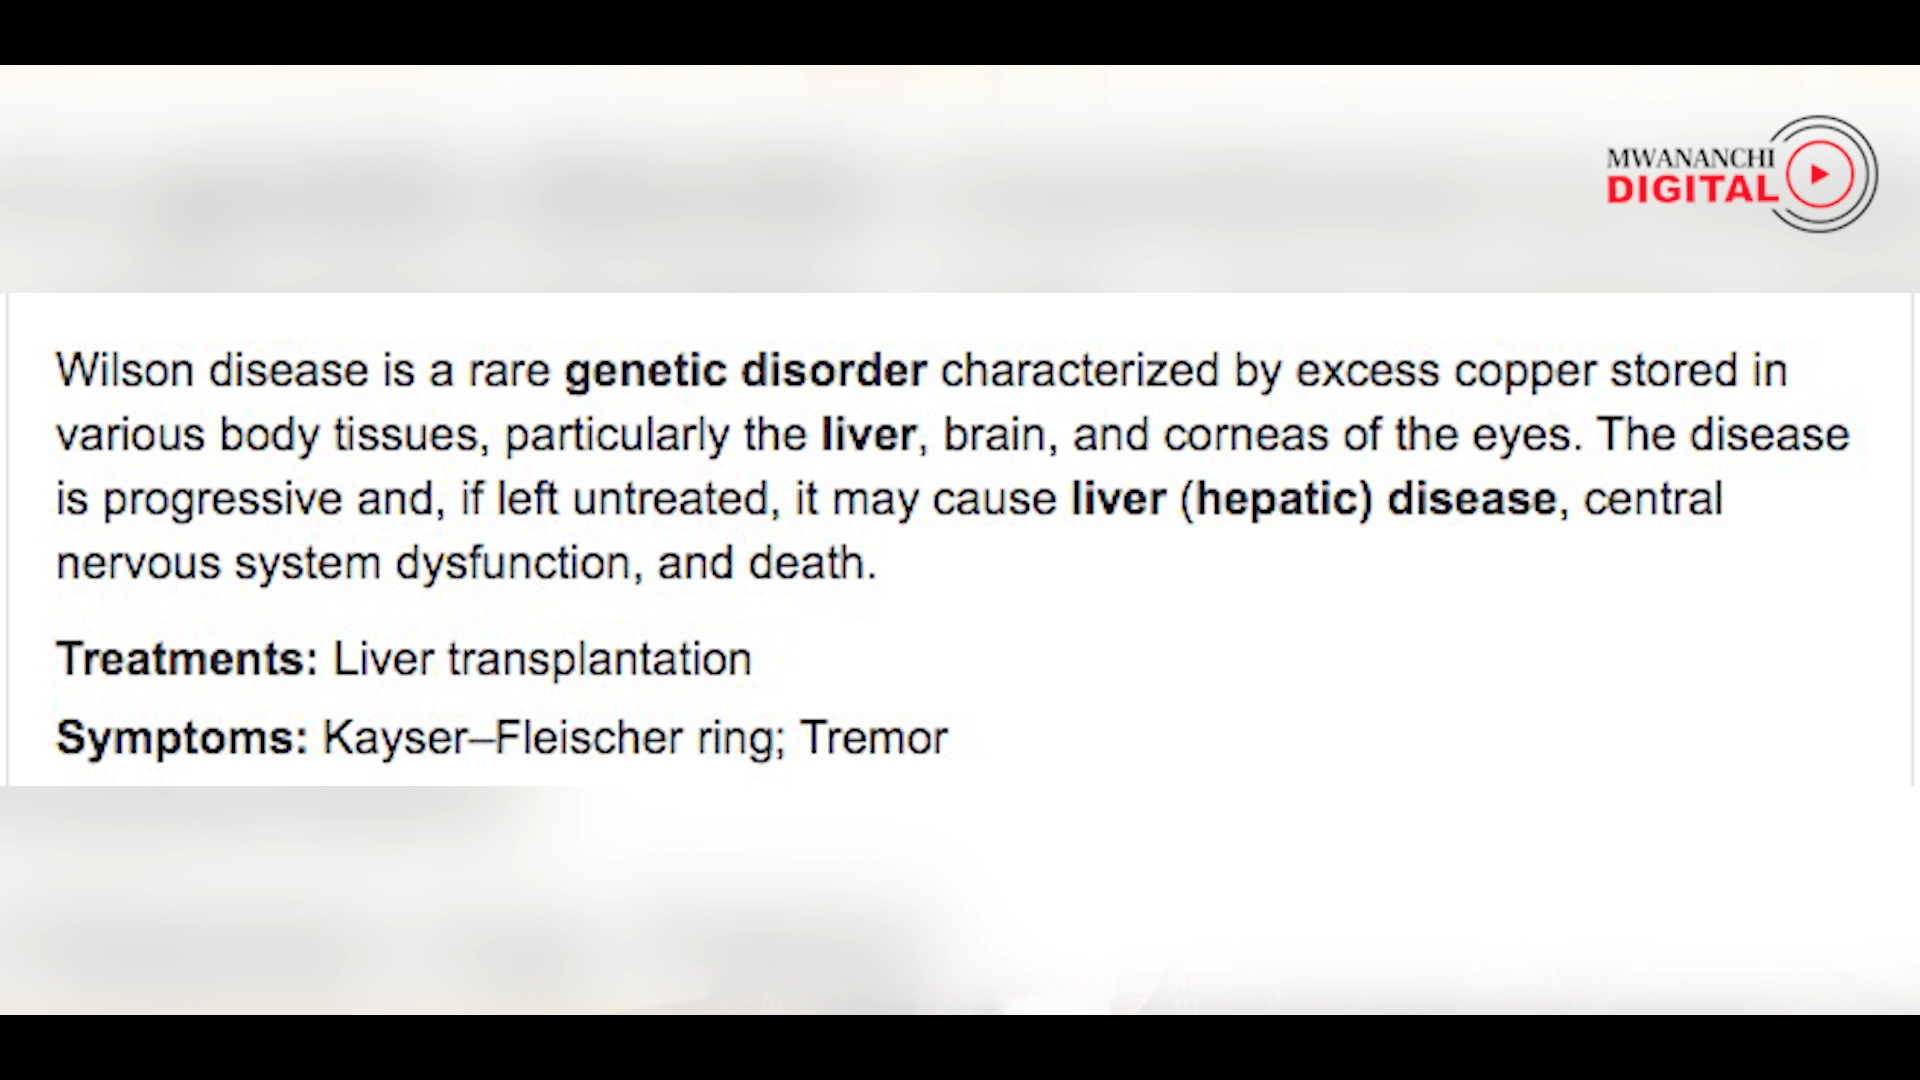 MWANANCHI
DIGITAL
Wilson disease is a rare genetic disorder characterized by excess copper stored in
various body tissues, particularly the liver, brain, and corneas of the eyes. The disease
is progressive and, if left untreated, it may cause liver (hepatic) disease, central
nervous system dysfunction, and death.
Treatments: Liver transplantation
Symptoms: Kayser–Fleischer ring; Tremor